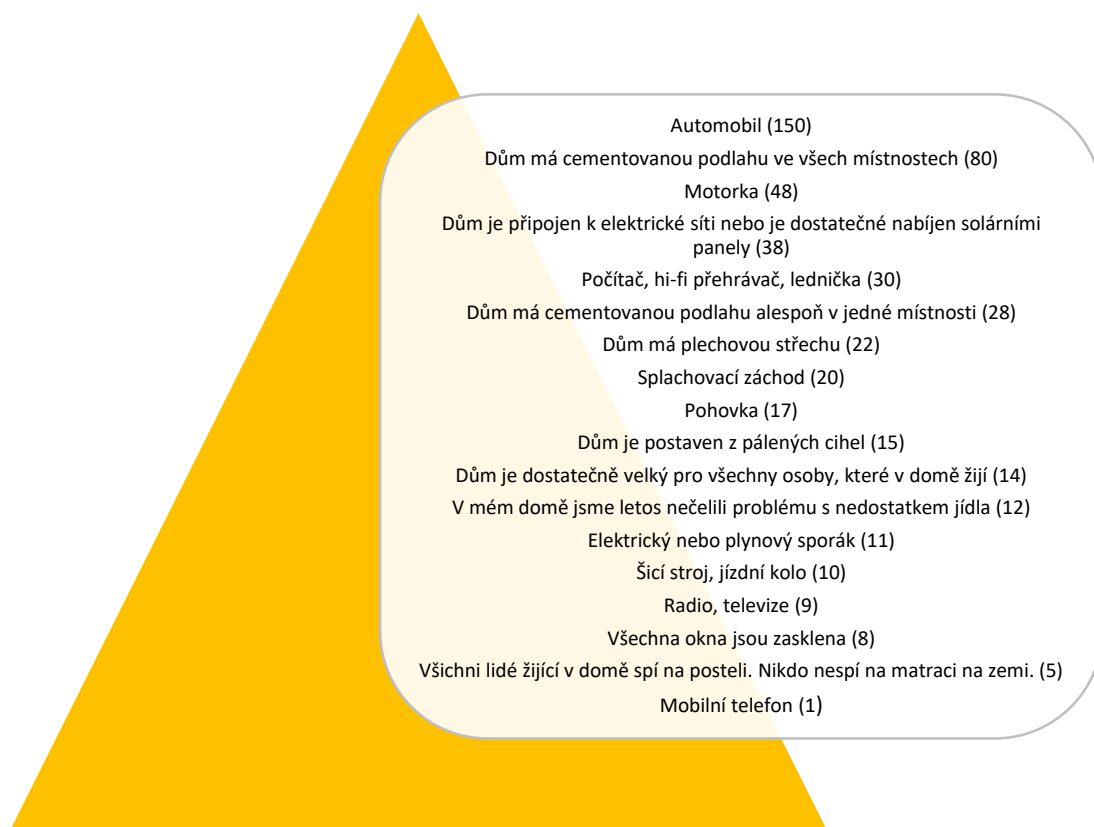 Automobil (150)
Dům má cementovanou podlahu ve všech místnostech (80)
Motorka (48)
Dům je připojen k elektrické síti nebo je dostatečné nabíjen solárními
panely (38)
Počítač, hi-fi přehrávač, lednička (30)
Dům má cementovanou podlahu alespoň v jedné místnosti (28)
Dům má plechovou střechu (22)
Splachovací záchod (20)
Pohovka (17)
Dům je postaven z pálených cihel (15)
Dům je dostatečně velký pro všechny osoby, které v domě žijí (14)
V mém domě jsme letos nečelili problému s nedostatkem jídla (12)
Elektrický nebo plynový sporák (11)
Šicí stroj, jízdní kolo (10)
Radio, televize (9)
Všechna okna jsou zasklena (8)
Všichni lidé žijící v domě spí na posteli. Nikdo nespí na matraci na zemi. (5)
Mobilní telefon (1)